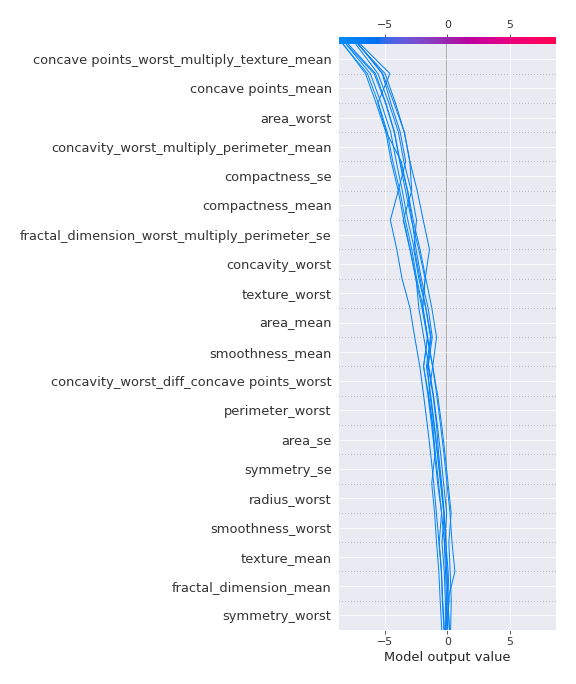 −5 0 5
concave points_worst_multiply_texture_mean
concave points_mean
area_worst
concavity_worst_multiply_perimeter_mean
compactness_se
compactness_mean
fractal_dimension_worst_multiply_perimeter_se
concavity_worst
texture_worst
area_mean
smoothness_mean
concavity_worst_diff_concave points_worst
perimeter_worst
area_se
symmetry_se
radius_worst
smoothness_worst
texture_mean
fractal_dimension_mean
symmetry_worst
−5 0 5
Model output value